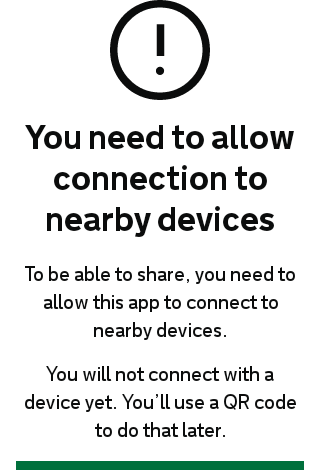 You need to allow
connection to
nearby devices
To be able to share, you need to
allow this app to connect to
nearby devices.
You will not connect with a
device yet. You’ll use a QR code
to do that later.